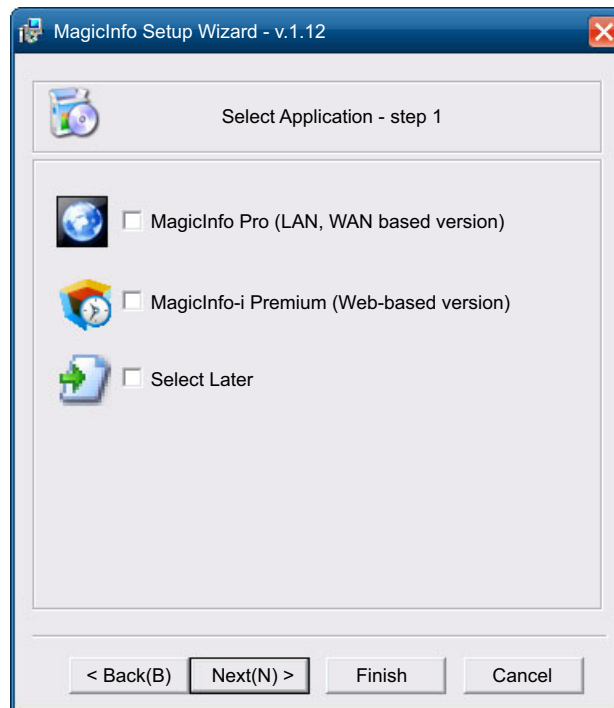 MagicInfo Setup Wizard - v.1.12
Select Application - step 1
MagicInfo Pro (LAN, WAN based version)
MagicInfo-i Premium (Web-based version)
Select Later
< Back(B) Next(N) > Finish Cancel